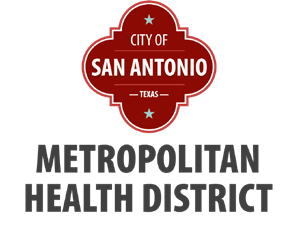 CITY OF
SAN ANTONIO
— TEXAS —
METROPOLITAN
HEALTH DISTRICT